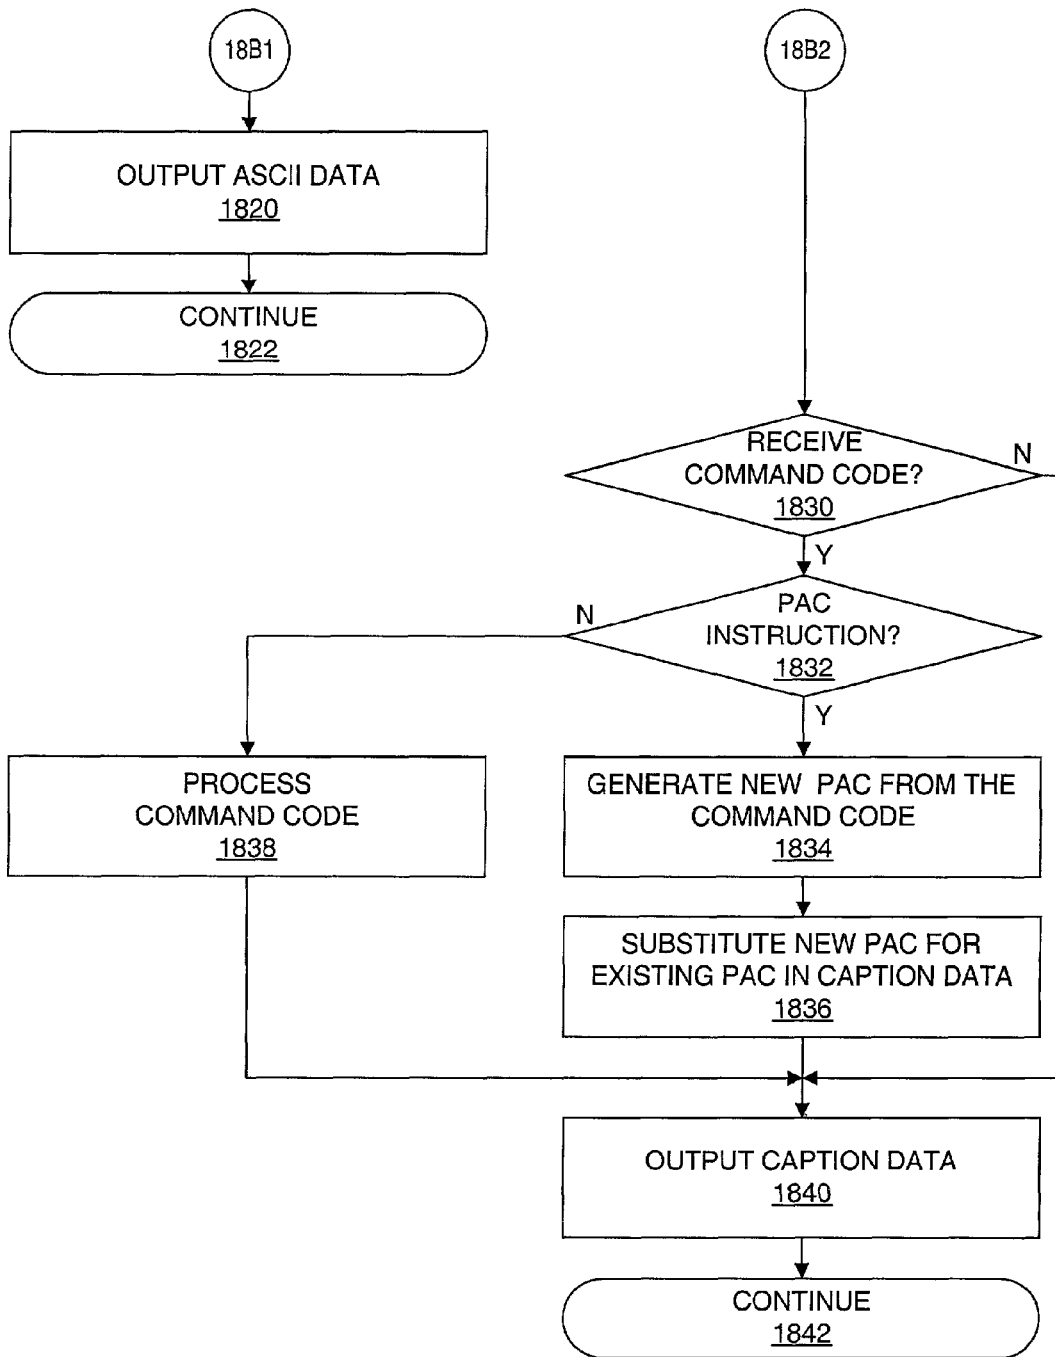 18B1
18B2
OUTPUT ASCII DATA
1820
CONTINUE
1822
RECEIVE
COMMAND CODE?
1830
N
Y
PAC
INSTRUCTION?
1832
N
Y
PROCESS
COMMAND CODE
1838
GENERATE NEW PAC FROM THE
COMMAND CODE
1834
SUBSTITUTE NEW PAC FOR
EXISTING PAC IN CAPTION DATA
1836
OUTPUT CAPTION DATA
1840
CONTINUE
1842